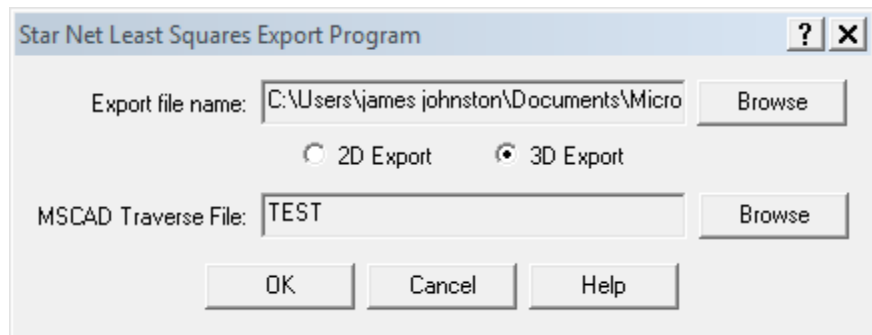 Star Net Least Squares Export Program ?
Export file name: C:\Users\james johnston\Documents\Micro Browse
2D Export 3D Export
MSCAD Traverse File: TEST Browse
OK Cancel Help